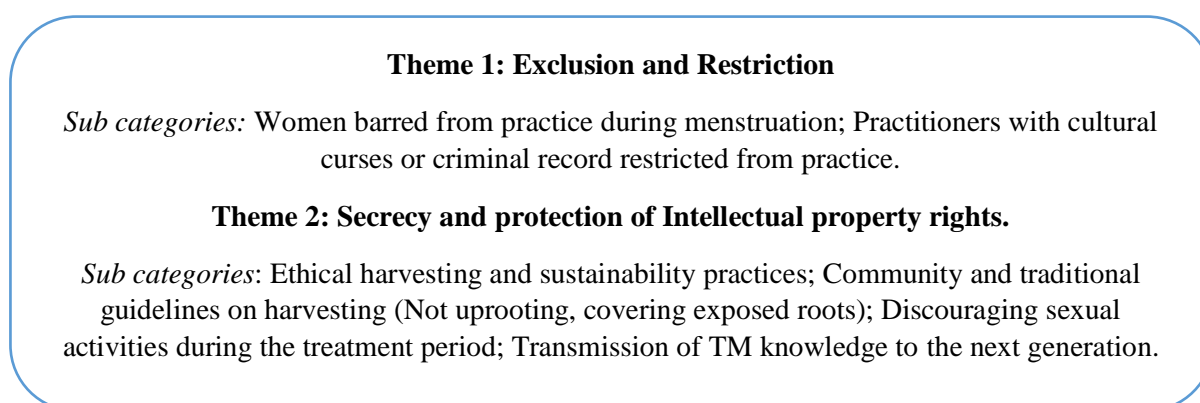 Theme 1: Exclusion and Restriction
Sub categories: Women barred from practice during menstruation; Practitioners with cultural
curses or criminal record restricted from practice.
Theme 2: Secrecy and protection of Intellectual property rights.
Sub categories: Ethical harvesting and sustainability practices; Community and traditional
guidelines on harvesting (Not uprooting, covering exposed roots); Discouraging sexual
activities during the treatment period; Transmission of TM knowledge to the next generation.